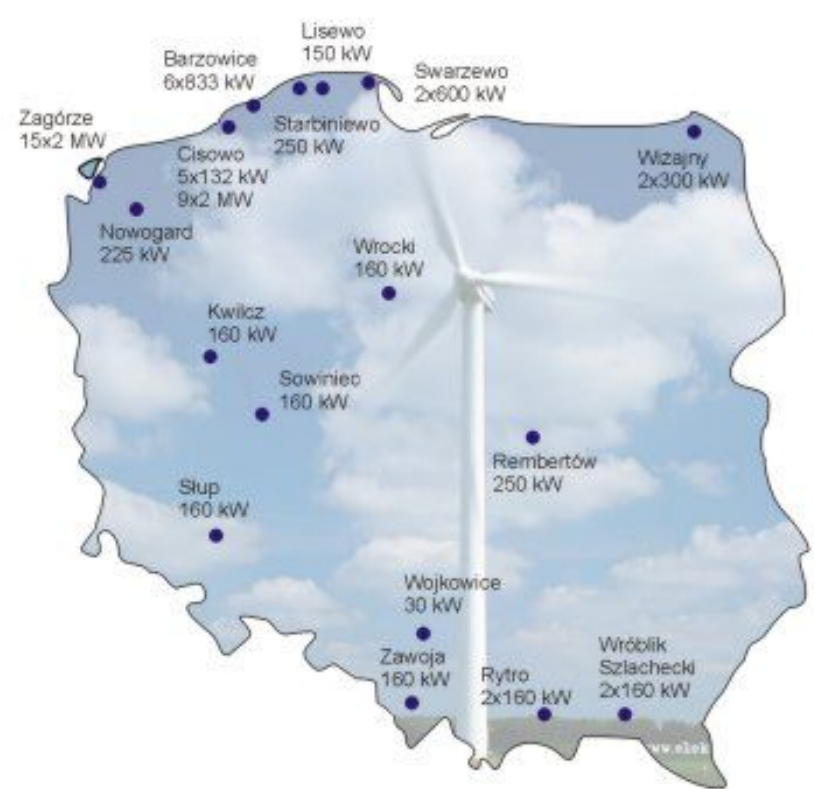 Lisewo
150 kW
Barzowice
6x833 kW
Swarzewo
2x600 kW
Zagórze
15x2 MW
Starbiniewo
250 kW
Cisowo
5x132 kW
9x2 MW
Wiżajny
2x300 kW
Nowogard
225 kW
Wrocki
160 kW
Kwilcz
160 kW
Sowiniec
160 kW
Rembertów
250 kW
Słup
160 kW
Wojkowice
30 kW
Zawoja
160 kW
Rytro
2x160 kW
Wróblik
Szlachecki
2x160 kW